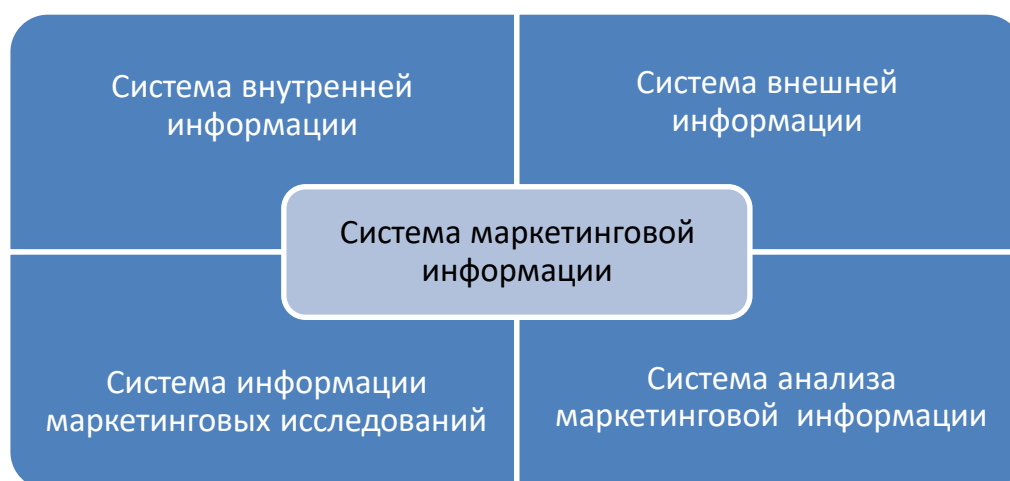 Система внутренней
информации
Система внешней
информации
Система маркетинговой
информации
Система информации
маркетинговых исследований
Система анализа
маркетинговой  информации